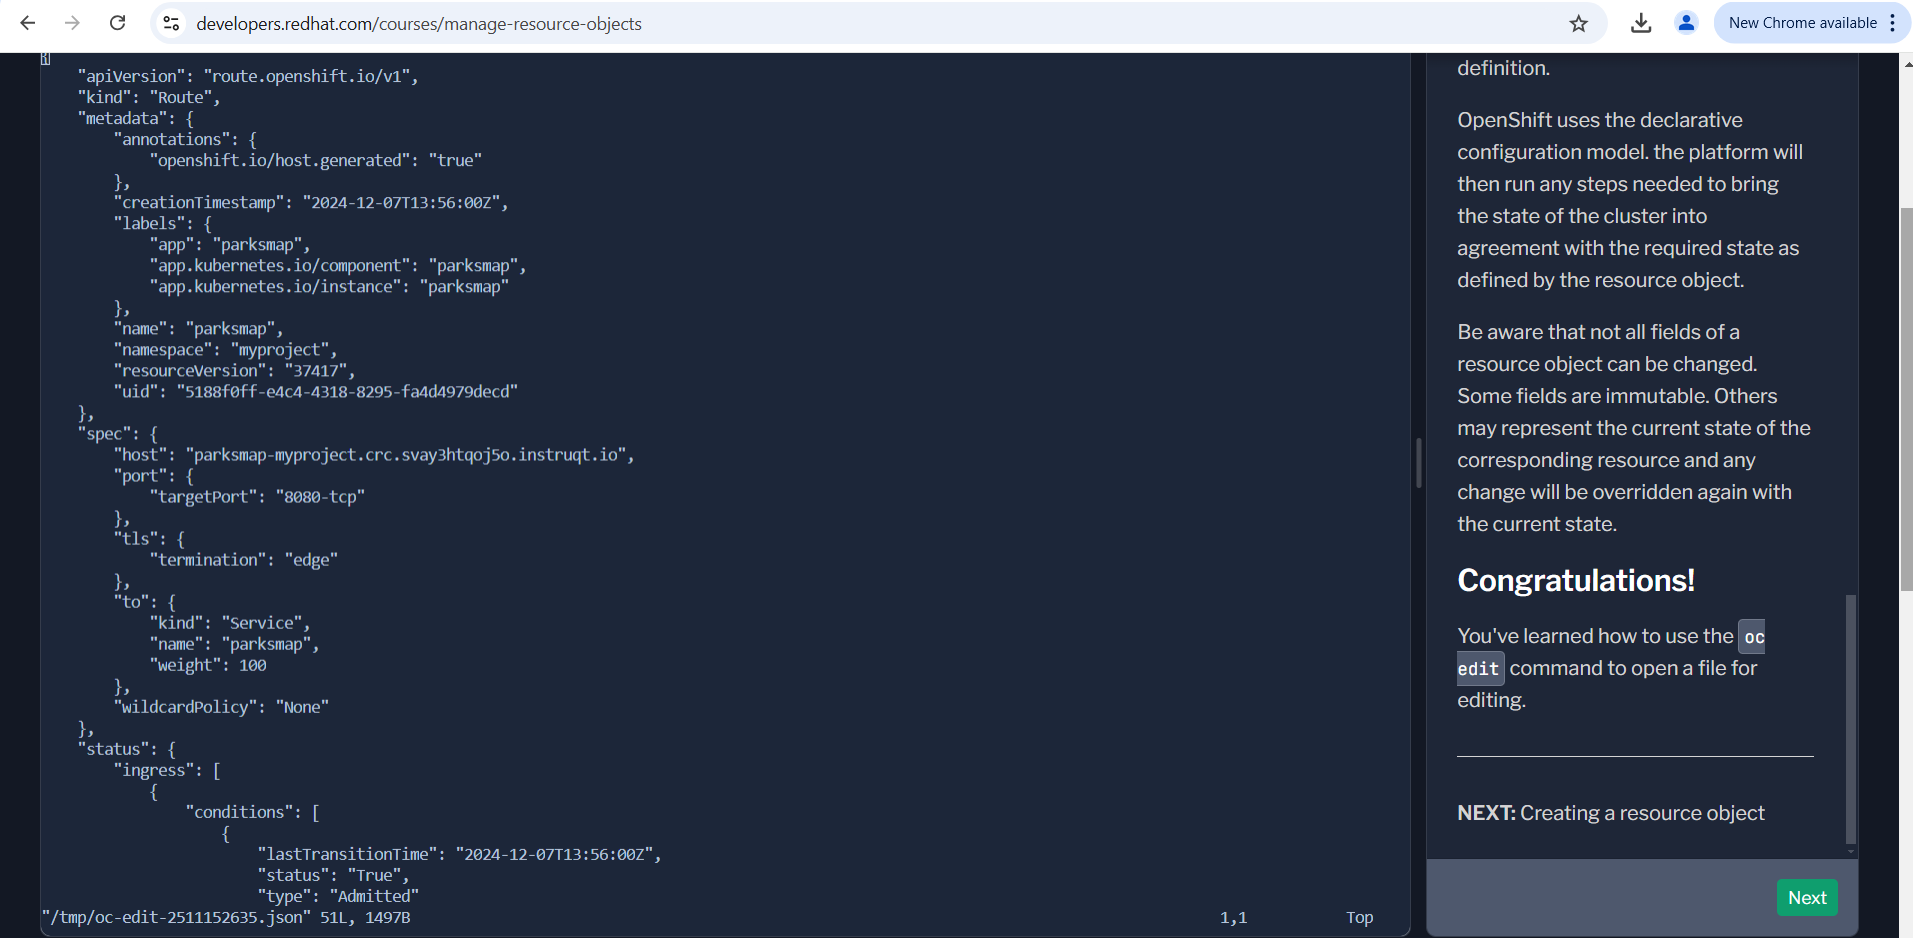 developers.redhat.com/courses/manage-resource-objects
New Chrome available
{
"apiVersion": "route.openshift.io/v1",
"kind": "Route",
"metadata": {
"annotations": {
"openshift.io/host.generated": "true"
},
"creationTimestamp": "2024-12-07T13:56:00Z",
"labels": {
"app": "parksmap",
"app.kubernetes.io/component": "parksmap",
"app.kubernetes.io/instance": "parksmap"
},
"name": "parksmap",
"namespace": "myproject",
"resourceVersion": "37417",
"uid": "5188f0ff-e4c4-4318-8295-fa4d4979decd"
},
"spec": {
"host": "parksmap-myproject.crc.svay3htqoj5o.instruqt.io",
"port": {
"targetPort": "8080-tcp"
},
"tls": {
"termination": "edge"
},
"to": {
"kind": "Service",
"name": "parksmap",
"weight": 100
},
"wildcardPolicy": "None"
},
"status": {
"ingress": [
{
"conditions": [
{
"lastTransitionTime": "2024-12-07T13:56:00Z",
"status": "True",
"type": "Admitted"
"/tmp/oc-edit-2511152635.json" 51L, 1497B 1,1 Top
definition.
OpenShift uses the declarative
configuration model. the platform will
then run any steps needed to bring
the state of the cluster into
agreement with the required state as
defined by the resource object.
Be aware that not all fields of a
resource object can be changed.
Some fields are immutable. Others
may represent the current state of the
corresponding resource and any
change will be overridden again with
the current state.
Congratulations!
You've learned how to use the oc
edit command to open a file for
editing.
NEXT: Creating a resource object
Next